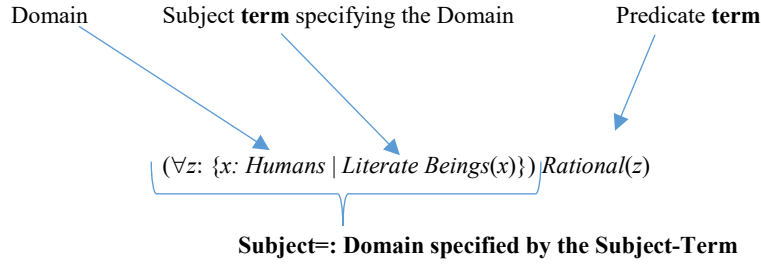 Domain Subject term specifying the Domain Predicate term
(∀z: {x: Humans | Literate Beings(x)}) Rational(z)
Subject=: Domain specified by the Subject-Term